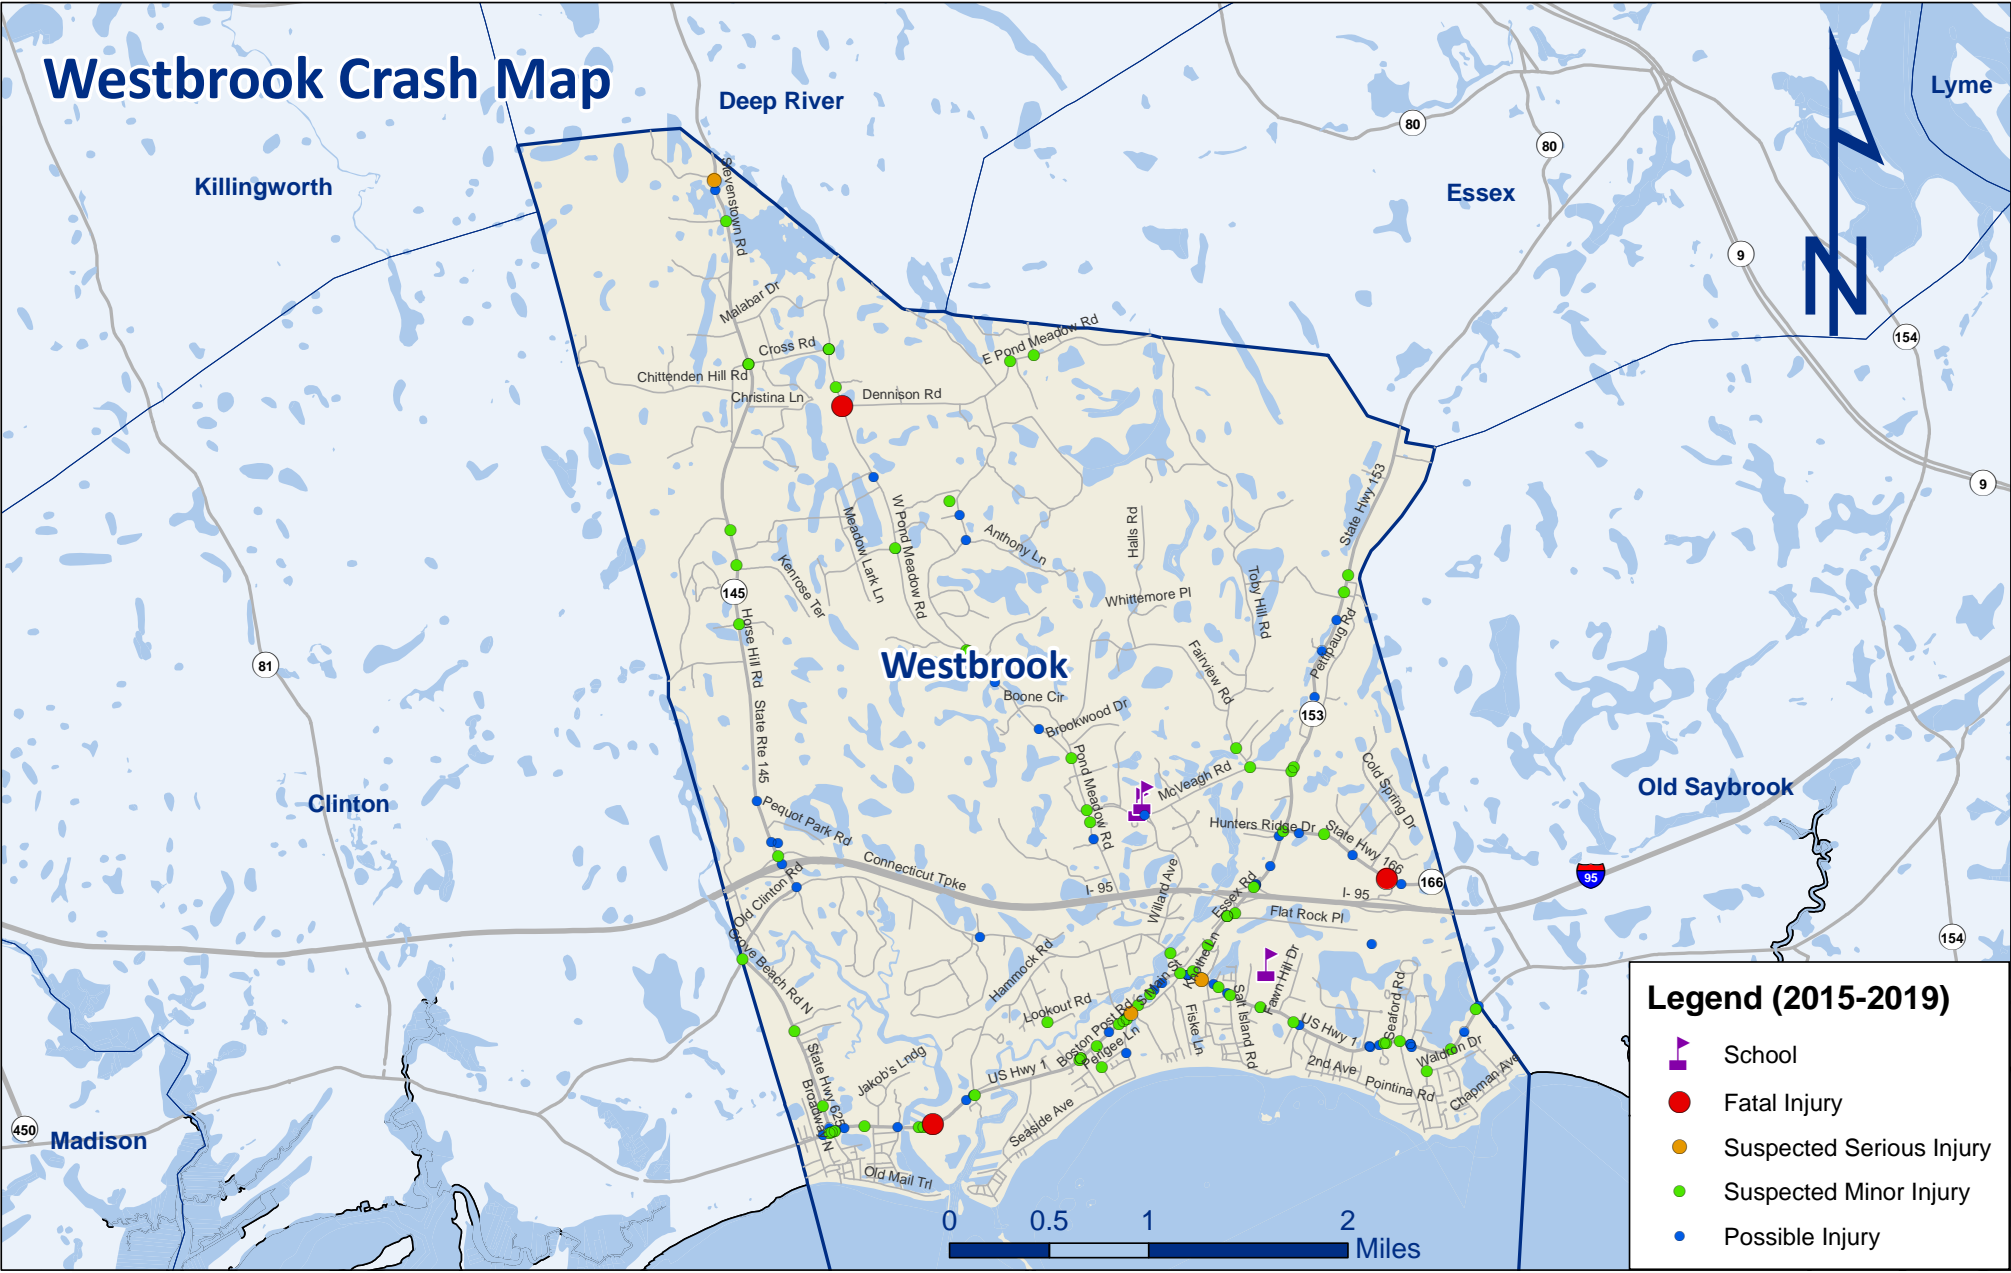 Westbrook Crash Map
Deep River
Lyme
Killingworth
Essex
80
80
9
154
9
Stevenstown Rd
Malabar Dr
Cross Rd
E Pond Meadow Rd
Chittenden Hill Rd
Christina Ln
Dennison Rd
State Hwy 153
W Pond Meadow Rd
Meadow Lark Ln
Anthony Ln
Halls Rd
Kenrose Ter
145
Whittemore Pl
Toby Hill Rd
Horse Hill Rd
Pettipaug Rd
81
Westbrook
Fairview Rd
Boone Cir
State Rte 145
Brookwood Dr
153
Pond Meadow Rd
McVeagh Rd
Cold Spring Dr
Clinton
Old Saybrook
Pequot Park Rd
Hunters Ridge Dr
State Hwy 166
Connecticut Tpke
I- 95
I- 95
166
95
Old Clinton Rd
Willard Ave
Essex Rd
Flat Rock Pl
154
Grove Beach Rd N
Hammock Rd
Knothe Ln
Fawn Hill Dr
S Main St
Lookout Rd
Boston Post Rd
Fiske Ln
Salt Island Rd
Seaford Rd
US Hwy 1
Perigee Ln
State Hwy 625
Jakob's Lndg
US Hwy 1
2nd Ave
Waldron Dr
Pointina Rd
Chapman Ave
Broadway N
Seaside Ave
Old Mail Trl
450
Madison
N
0 0.5 1 2
Miles
Legend (2015-2019)
School
Fatal Injury
Suspected Serious Injury
Suspected Minor Injury
Possible Injury